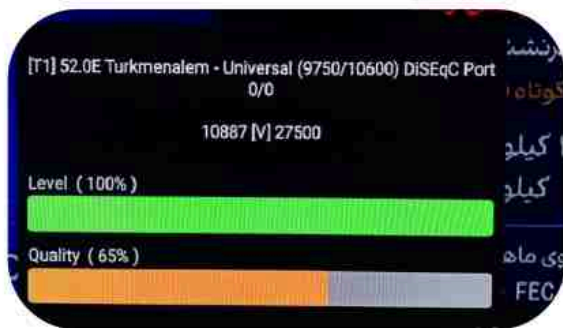 [T1] 52.0E Turkmenalem - Universal (9750/10600) DiSEqC Port
0/0
10887 [V] 27500
Level ( 100% )
Quality ( 65% )
کیلو
FEC